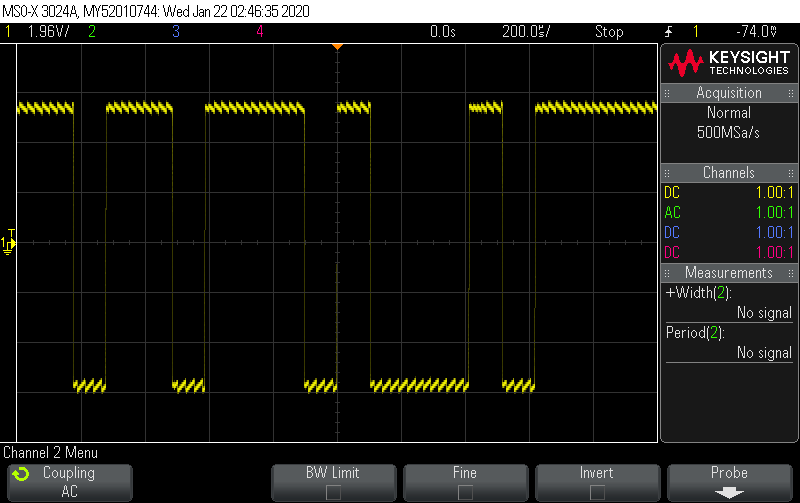 MSO-X 3024A, MY52010744: Wed Jan 22 02:46:35 2020
1 1.96V/ 2 3 4 0.0s 200.0µs/ Stop 1 -74.0V
KEYSIGHT
TECHNOLOGIES
Acquisition
Normal
500MSa/s
Channels
DC 1.00:1
AC 1.00:1
DC 1.00:1
DC 1.00:1
Measurements
+Width(2):
No signal
Period(2):
No signal
T
1
Channel 2 Menu
Coupling
AC
BW Limit
Fine
Invert
Probe